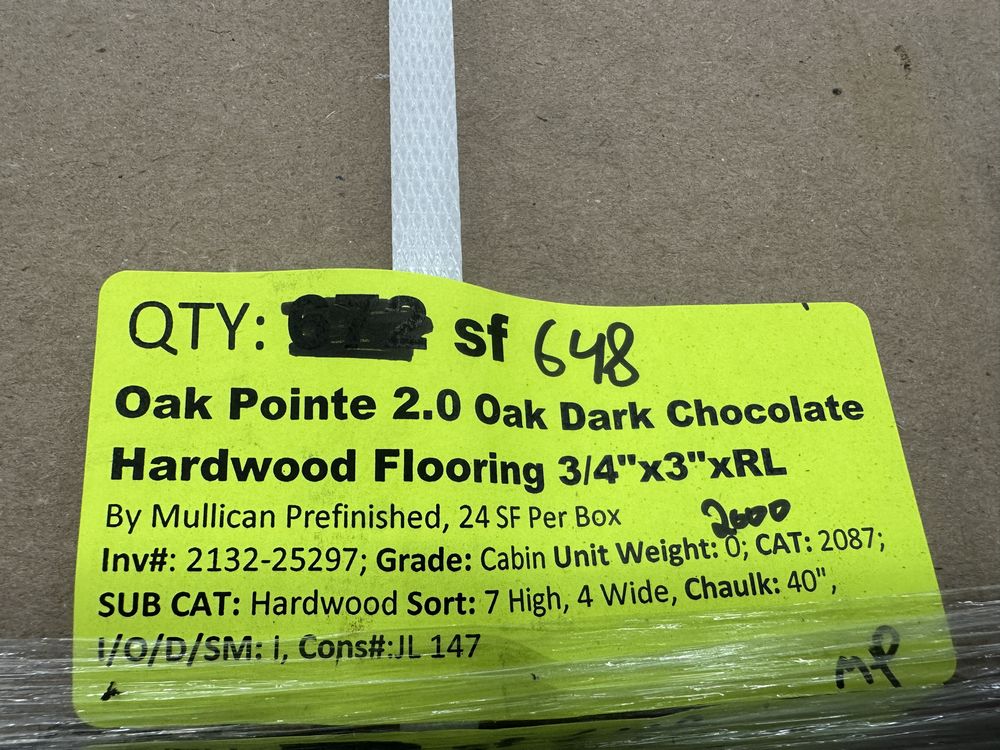 QTY: sf 648
Oak Pointe 2.0 Oak Dark Chocolate
Hardwood Flooring 3/4"x3"xRL
By Mullican Prefinished, 24 SF Per Box
2600
Inv#: 2132-25297; Grade: Cabin Unit Weight: 0; CAT: 2087;
SUB CAT: Hardwood Sort: 7 High, 4 Wide, Chaulk: 40",
I/O/D/SM: i, Cons#:JL 147